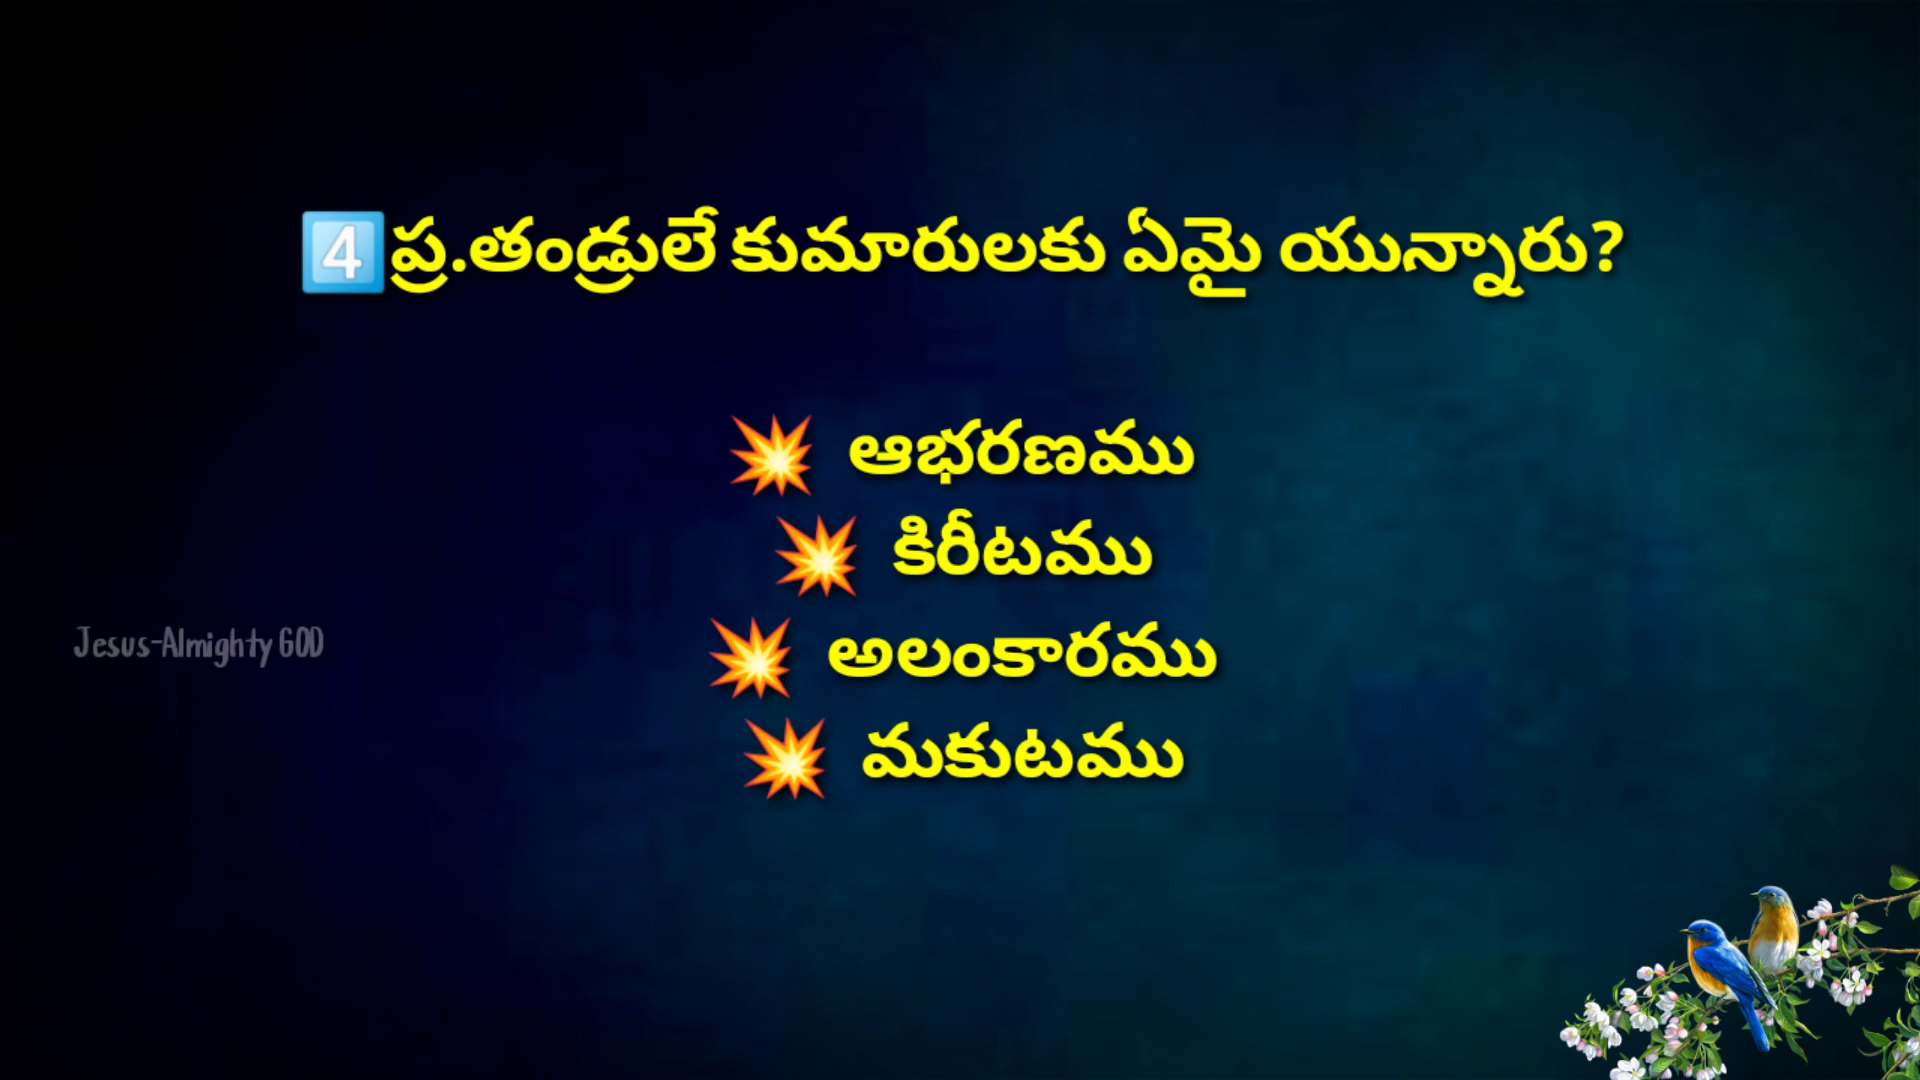 4️⃣ప్ర.తండ్రులే కుమారులకు ఏమై యున్నారు?
💥 ఆభరణము
💥 కిరీటము
💥 అలంకారము
💥 మకుటము
Jesus-Almighty GOD